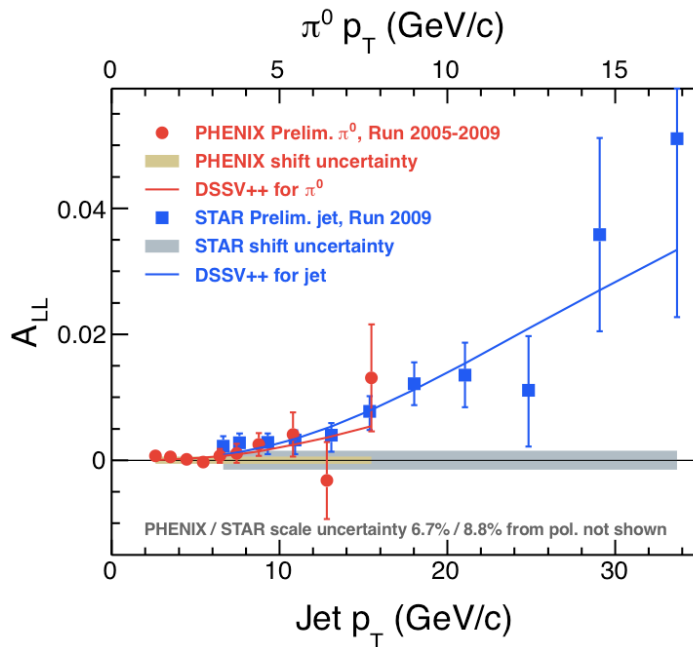 π⁰ p_T (GeV/c)
0 5 10 15
PHENIX Prelim. π⁰, Run 2005-2009
PHENIX shift uncertainty
DSSV++ for π⁰
STAR Prelim. jet, Run 2009
STAR shift uncertainty
DSSV++ for jet
A_LL
0.04
0.02
0
PHENIX / STAR scale uncertainty 6.7% / 8.8% from pol. not shown
0 10 20 30
Jet p_T (GeV/c)